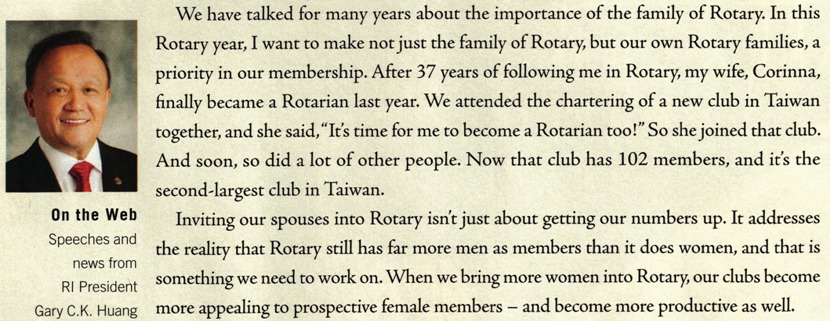 We have talked for many years about the importance of the family of Rotary. In this
Rotary year, I want to make not just the family of Rotary, but our own Rotary families, a
priority in our membership. After 37 years of following me in Rotary, my wife, Corinna,
finally became a Rotarian last year. We attended the chartering of a new club in Taiwan
together, and she said, “It’s time for me to become a Rotarian too!” So she joined that club.
And soon, so did a lot of other people. Now that club has 102 members, and it’s the
second-largest club in Taiwan.
Inviting our spouses into Rotary isn’t just about getting our numbers up. It addresses
the reality that Rotary still has far more men as members than it does women, and that is
something we need to work on. When we bring more women into Rotary, our clubs become
more appealing to prospective female members – and become more productive as well.
On the Web
Speeches and
news from
RI President
Gary C.K. Huang